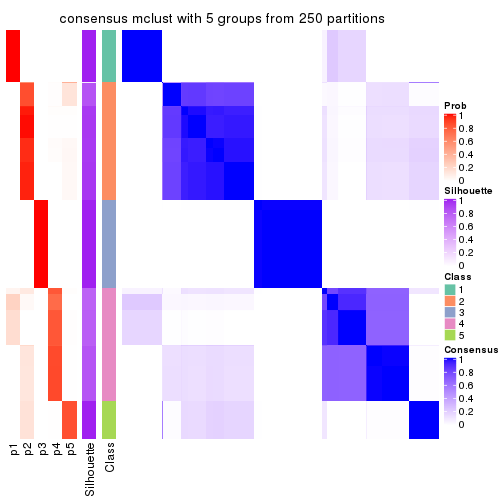 consensus mclust with 5 groups from 250 partitions
Prob
1
0.8
0.6
0.4
0.2
0
Silhouette
1
0.8
0.6
0.4
0.2
0
Class
1
2
3
4
5
Consensus
1
0.8
0.6
0.4
0.2
0
p1
p2
p3
p4
p5
Silhouette
Class